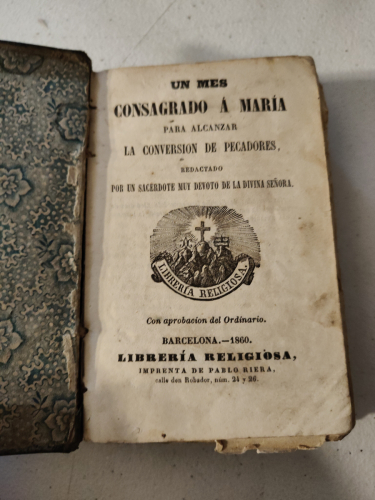 UN MES
CONSAGRADO Á MARÍA
PARA ALCANZAR
LA CONVERSION DE PECADORES,
REDACTADO
POR UN SACERDOTE MUY DEVOTO DE LA DIVINA SEÑORA.
LIBRERÍA RELIGIOSA.
Con aprobacion del Ordinario.
BARCELONA.—1860.
LIBRERÍA RELIGIOSA,
IMPRENTA DE PABLO RIERA,
calle den Robador, núm. 24 y 26.